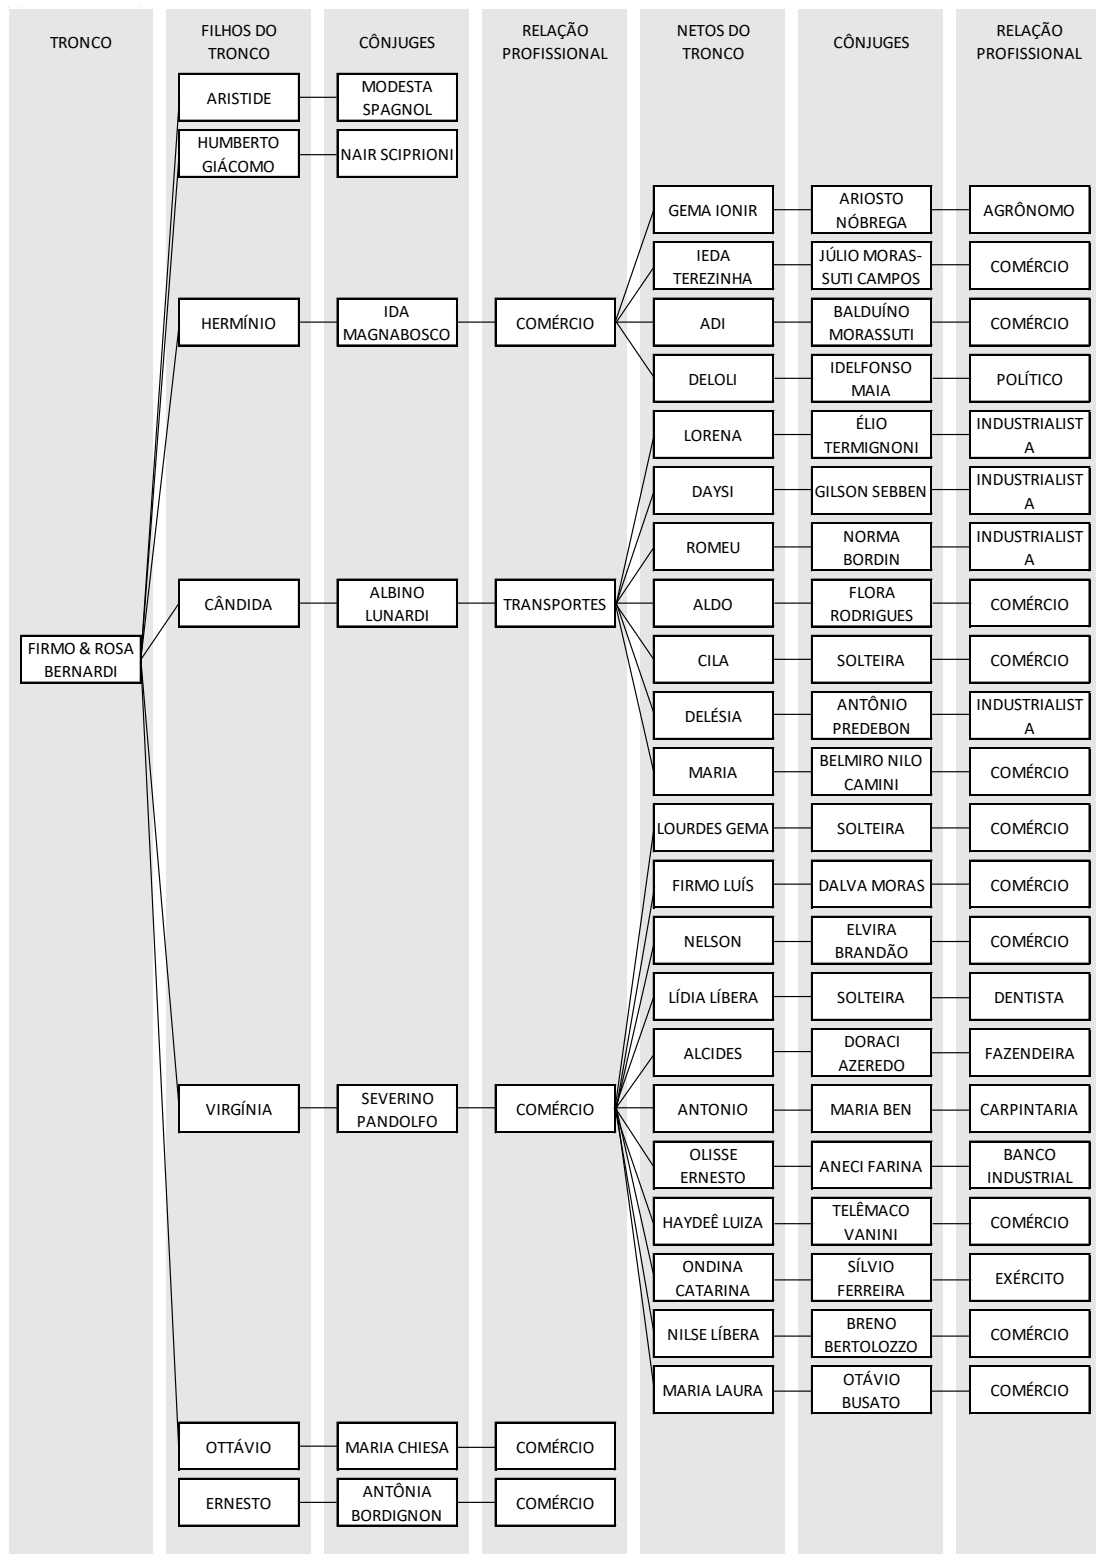 TRONCO
FILHOS DO
TRONCO
CÔNJUGES
RELAÇÃO
PROFISSIONAL
NETOS DO
TRONCO
CÔNJUGES
RELAÇÃO
PROFISSIONAL
ARISTIDE
MODESTA
SPAGNOL
HUMBERTO
GIÁCOMO
NAIR SCIPRIONI
GEMA IONIR
ARIOSTO
NÓBREGA
AGRÔNOMO
IEDA
TEREZINHA
JÚLIO MORAS-
SUTI CAMPOS
COMÉRCIO
HERMÍNIO
IDA
MAGNABOSCO
COMÉRCIO
ADI
BALDUÍNO
MORASSUTI
COMÉRCIO
DELOLI
IDELFONSO
MAIA
POLÍTICO
LORENA
ÉLIO
TERMIGNONI
INDUSTRIALIST
A
DAYSI
GILSON SEBBEN
INDUSTRIALIST
A
ROMEU
NORMA
BORDIN
INDUSTRIALIST
A
CÂNDIDA
ALBINO
LUNARDI
TRANSPORTES
ALDO
FLORA
RODRIGUES
COMÉRCIO
FIRMO & ROSA
BERNARDI
CILA
SOLTEIRA
COMÉRCIO
DELÉSIA
ANTÔNIO
PREDEBON
INDUSTRIALIST
A
MARIA
BELMIRO NILO
CAMINI
COMÉRCIO
LOURDES GEMA
SOLTEIRA
COMÉRCIO
FIRMO LUÍS
DALVA MORAS
COMÉRCIO
NELSON
ELVIRA
BRANDÃO
COMÉRCIO
LÍDIA LÍBERA
SOLTEIRA
DENTISTA
ALCIDES
DORACI
AZEREDO
FAZENDEIRA
VIRGÍNIA
SEVERINO
PANDOLFO
COMÉRCIO
ANTONIO
MARIA BEN
CARPINTARIA
OLISSE
ERNESTO
ANECI FARINA
BANCO
INDUSTRIAL
HAYDEÊ LUIZA
TELÊMACO
VANINI
COMÉRCIO
ONDINA
CATARINA
SÍLVIO
FERREIRA
EXÉRCITO
NILSE LÍBERA
BRENO
BERTOLOZZO
COMÉRCIO
MARIA LAURA
OTÁVIO
BUSATO
COMÉRCIO
OTTÁVIO
MARIA CHIESA
COMÉRCIO
ERNESTO
ANTÔNIA
BORDIGNON
COMÉRCIO